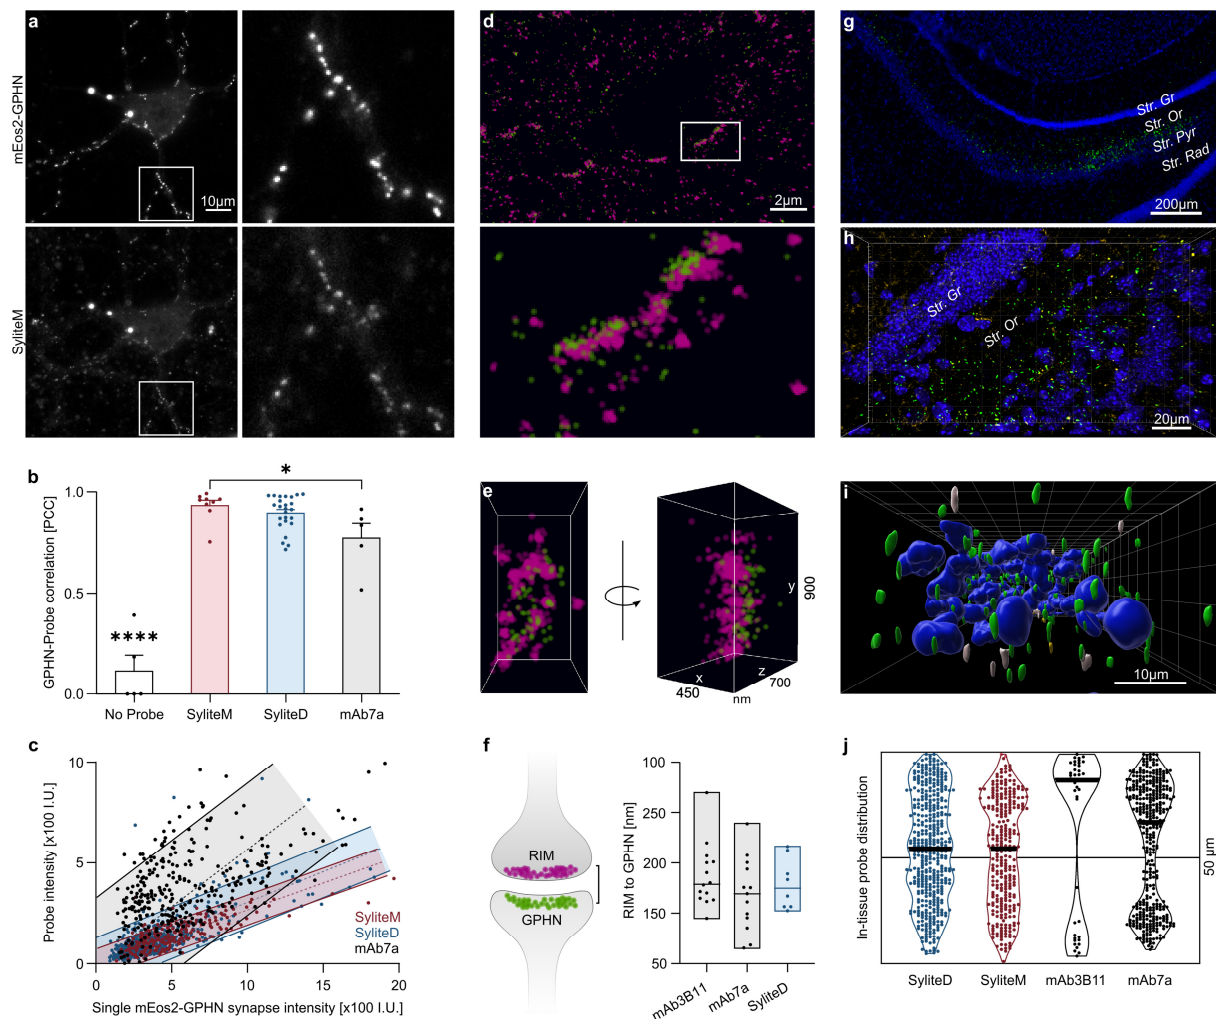 a
mEos2-GPHN
10µm
SyliteM
b
GPHN-Probe correlation [PCC]
1.0
0.5
0.0
****
*
No Probe
SyliteM
SyliteD
mAb7a
c
Probe intensity [x100 I.U.]
10
5
0
0
5
10
15
20
SyliteM
SyliteD
mAb7a
Single mEos2-GPHN synapse intensity [x100 I.U.]
d
2µm
e
x
y
z
450
nm
700
900
f
RIM
GPHN
RIM to GPHN [nm]
100
250
200
150
50
mAb3B11
mAb7a
SyliteD
g
Str. Gr
Str. Or
Str. Pyr
Str. Rad
200µm
h
Str. Gr
Str. Or
20µm
i
10µm
j
In-tissue probe distribution
50 µm
SyliteD
SyliteM
mAb3B11
mAb7a